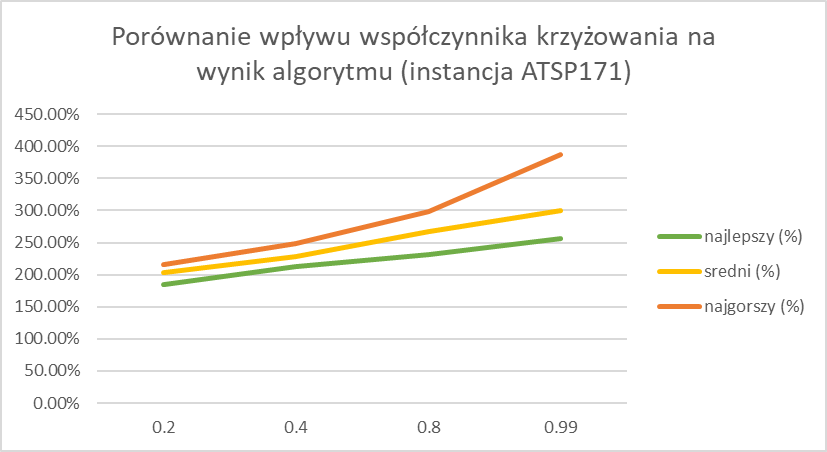 Porównanie wpływu współczynnika krzyżowania na
wynik algorytmu (instancja ATSP171)
450.00%
400.00%
350.00%
300.00%
250.00%
200.00%
150.00%
100.00%
50.00%
0.00%
0.2 0.4 0.8 0.99
najlepszy (%)
sredni (%)
najgorszy (%)